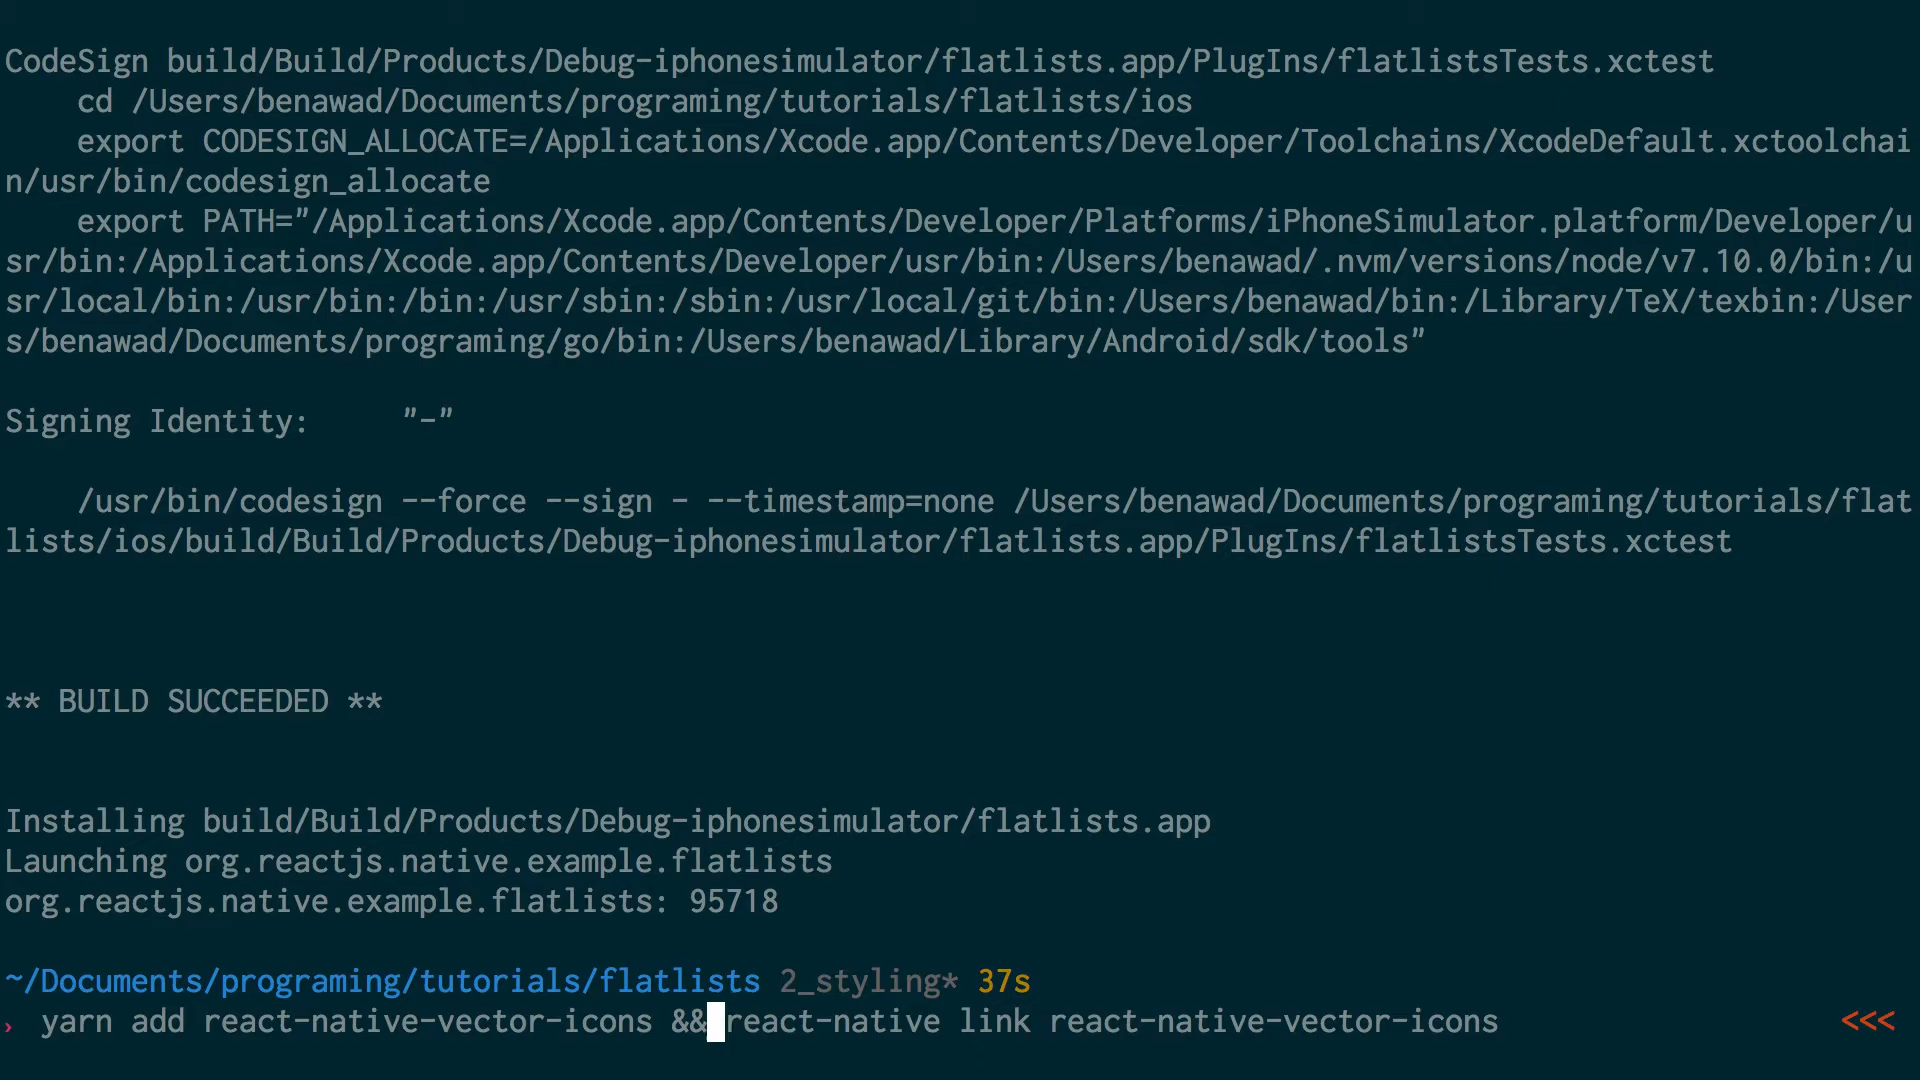 CodeSign build/Build/Products/Debug-iphonesimulator/flatlists.app/PlugIns/flatlistsTests.xctest
    cd /Users/benawad/Documents/programing/tutorials/flatlists/ios
    export CODESIGN_ALLOCATE=/Applications/Xcode.app/Contents/Developer/Toolchains/XcodeDefault.xctoolchai
n/usr/bin/codesign_allocate
    export PATH="/Applications/Xcode.app/Contents/Developer/Platforms/iPhoneSimulator.platform/Developer/u
sr/bin:/Applications/Xcode.app/Contents/Developer/usr/bin:/Users/benawad/.nvm/versions/node/v7.10.0/bin:/u
sr/local/bin:/usr/bin:/bin:/usr/sbin:/sbin:/usr/local/git/bin:/Users/benawad/bin:/Library/TeX/texbin:/User
s/benawad/Documents/programing/go/bin:/Users/benawad/Library/Android/sdk/tools"
Signing Identity:     "-"
    /usr/bin/codesign --force --sign - --timestamp=none /Users/benawad/Documents/programing/tutorials/flat
lists/ios/build/Build/Products/Debug-iphonesimulator/flatlists.app/PlugIns/flatlistsTests.xctest
** BUILD SUCCEEDED **
Installing build/Build/Products/Debug-iphonesimulator/flatlists.app
Launching org.reactjs.native.example.flatlists
org.reactjs.native.example.flatlists: 95718
~/Documents/programing/tutorials/flatlists 2_styling* 37s
› yarn add react-native-vector-icons && react-native link react-native-vector-icons <<<